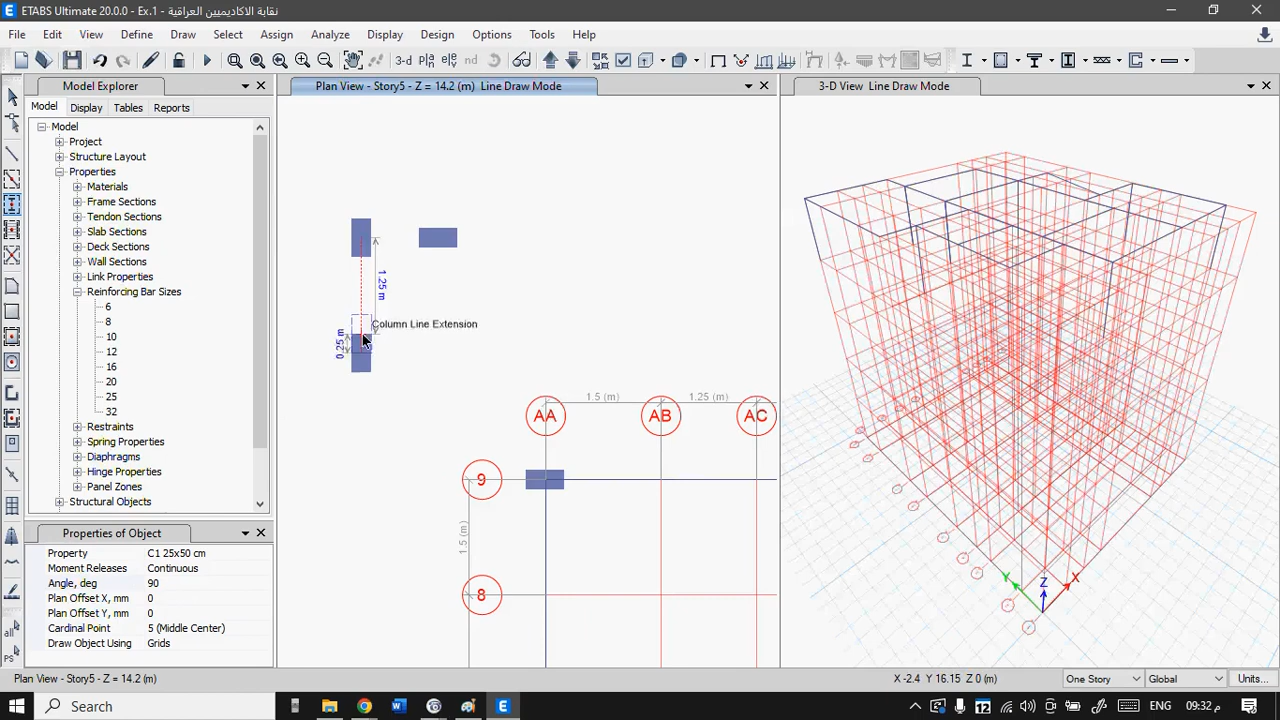 ETABS Ultimate 20.0.0 - Ex.1 - نقابة الاكاديميين العراقية
File Edit View Define Draw Select Assign Analyze Display Design Options Tools Help
3-d Plà elè nd
Model Explorer
Plan View - Story5 - Z = 14.2 (m) Line Draw Mode
3-D View Line Draw Mode
Model Display Tables Reports
Model
Project
Structure Layout
Properties
Materials
Frame Sections
Tendon Sections
Slab Sections
Deck Sections
Wall Sections
Link Properties
Reinforcing Bar Sizes
6
8
10
12
16
20
25
32
Restraints
Spring Properties
Diaphragms
Hinge Properties
Panel Zones
Structural Objects
1.25 m
Column Line Extension
0.25 m
1.5 (m) 1.25 (m)
AA AB AC
9
1.5 (m)
8
X
Y
Z
Properties of Object
Property C1 25x50 cm
Moment Releases Continuous
Angle, deg 90
Plan Offset X, mm 0
Plan Offset Y, mm 0
Cardinal Point 5 (Middle Center)
Draw Object Using Grids
all
PS
Plan View - Story5 - Z = 14.2 (m)
X -2.4 Y 16.15 Z 0 (m)
One Story
Global
Units...
Search
12
ENG
09:32 م